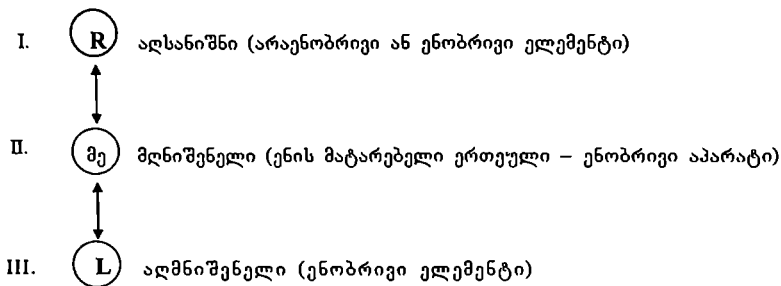 I. R აღსანიშნი (არაენობრივი ან ენობრივი ელემენტი)
II. მე მღნიშენელი (ენის მატარებელი ერთეული – ენობრივი აპარატი)
III. L აღმნიშენელი (ენობრივი ელემენტი)